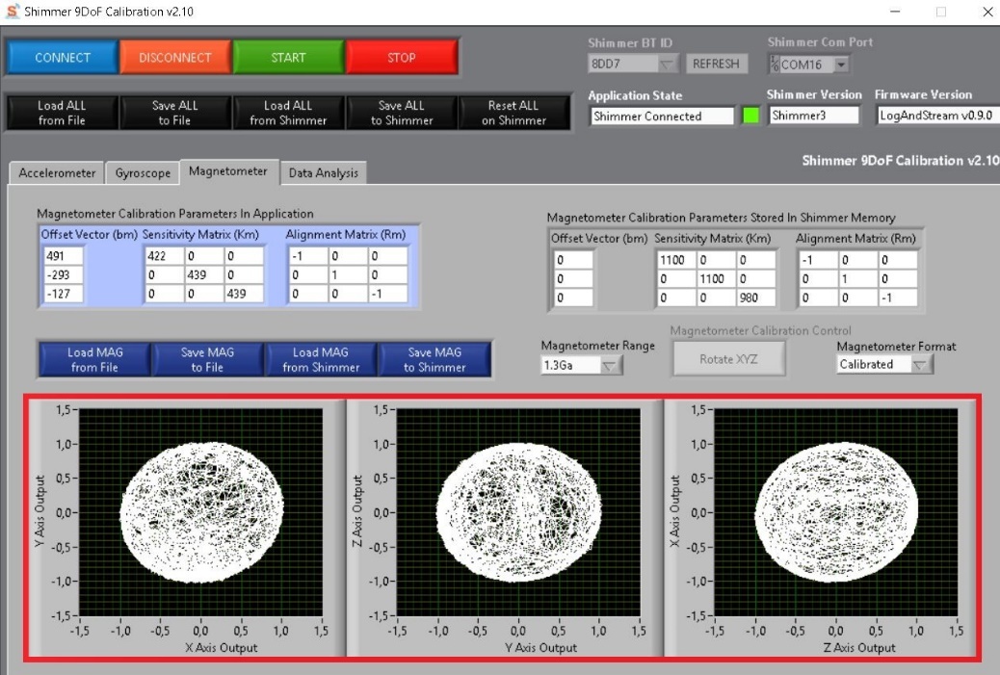 Shimmer 9DoF Calibration v2.10
CONNECT DISCONNECT START STOP
Shimmer BT ID Shimmer Com Port
8DD7 REFRESH COM16
Load ALL from File
Save ALL to File
Load ALL from Shimmer
Save ALL to Shimmer
Reset ALL on Shimmer
Application State Shimmer Version Firmware Version
Shimmer Connected Shimmer3 LogAndStream v0.9.0
Shimmer 9DoF Calibration v2.10
Accelerometer Gyroscope Magnetometer Data Analysis
Magnetometer Calibration Parameters In Application
Offset Vector (bm) Sensitivity Matrix (Km) Alignment Matrix (Rm)
491 422 0 0 -1 0 0
-293 0 439 0 0 1 0
-127 0 0 439 0 0 -1
Magnetometer Calibration Parameters Stored In Shimmer Memory
Offset Vector (bm) Sensitivity Matrix (Km) Alignment Matrix (Rm)
0 1100 0 0 -1 0 0
0 0 1100 0 0 1 0
0 0 0 980 0 0 -1
Load MAG from File
Save MAG to File
Load MAG from Shimmer
Save MAG to Shimmer
Magnetometer Range
1.3Ga
Magnetometer Calibration Control
Rotate XYZ
Magnetometer Format
Calibrated
Y Axis Output
1,5
1,0
0,5
0,0
-0,5
-1,0
-1,5
-1,5 -1,0 -0,5 0,0 0,5 1,0 1,5
X Axis Output
Z Axis Output
1,5
1,0
0,5
0,0
-0,5
-1,0
-1,5
-1,5 -1,0 -0,5 0,0 0,5 1,0 1,5
Y Axis Output
X Axis Output
1,5
1,0
0,5
0,0
-0,5
-1,0
-1,5
-1,5 -1,0 -0,5 0,0 0,5 1,0 1,5
Z Axis Output